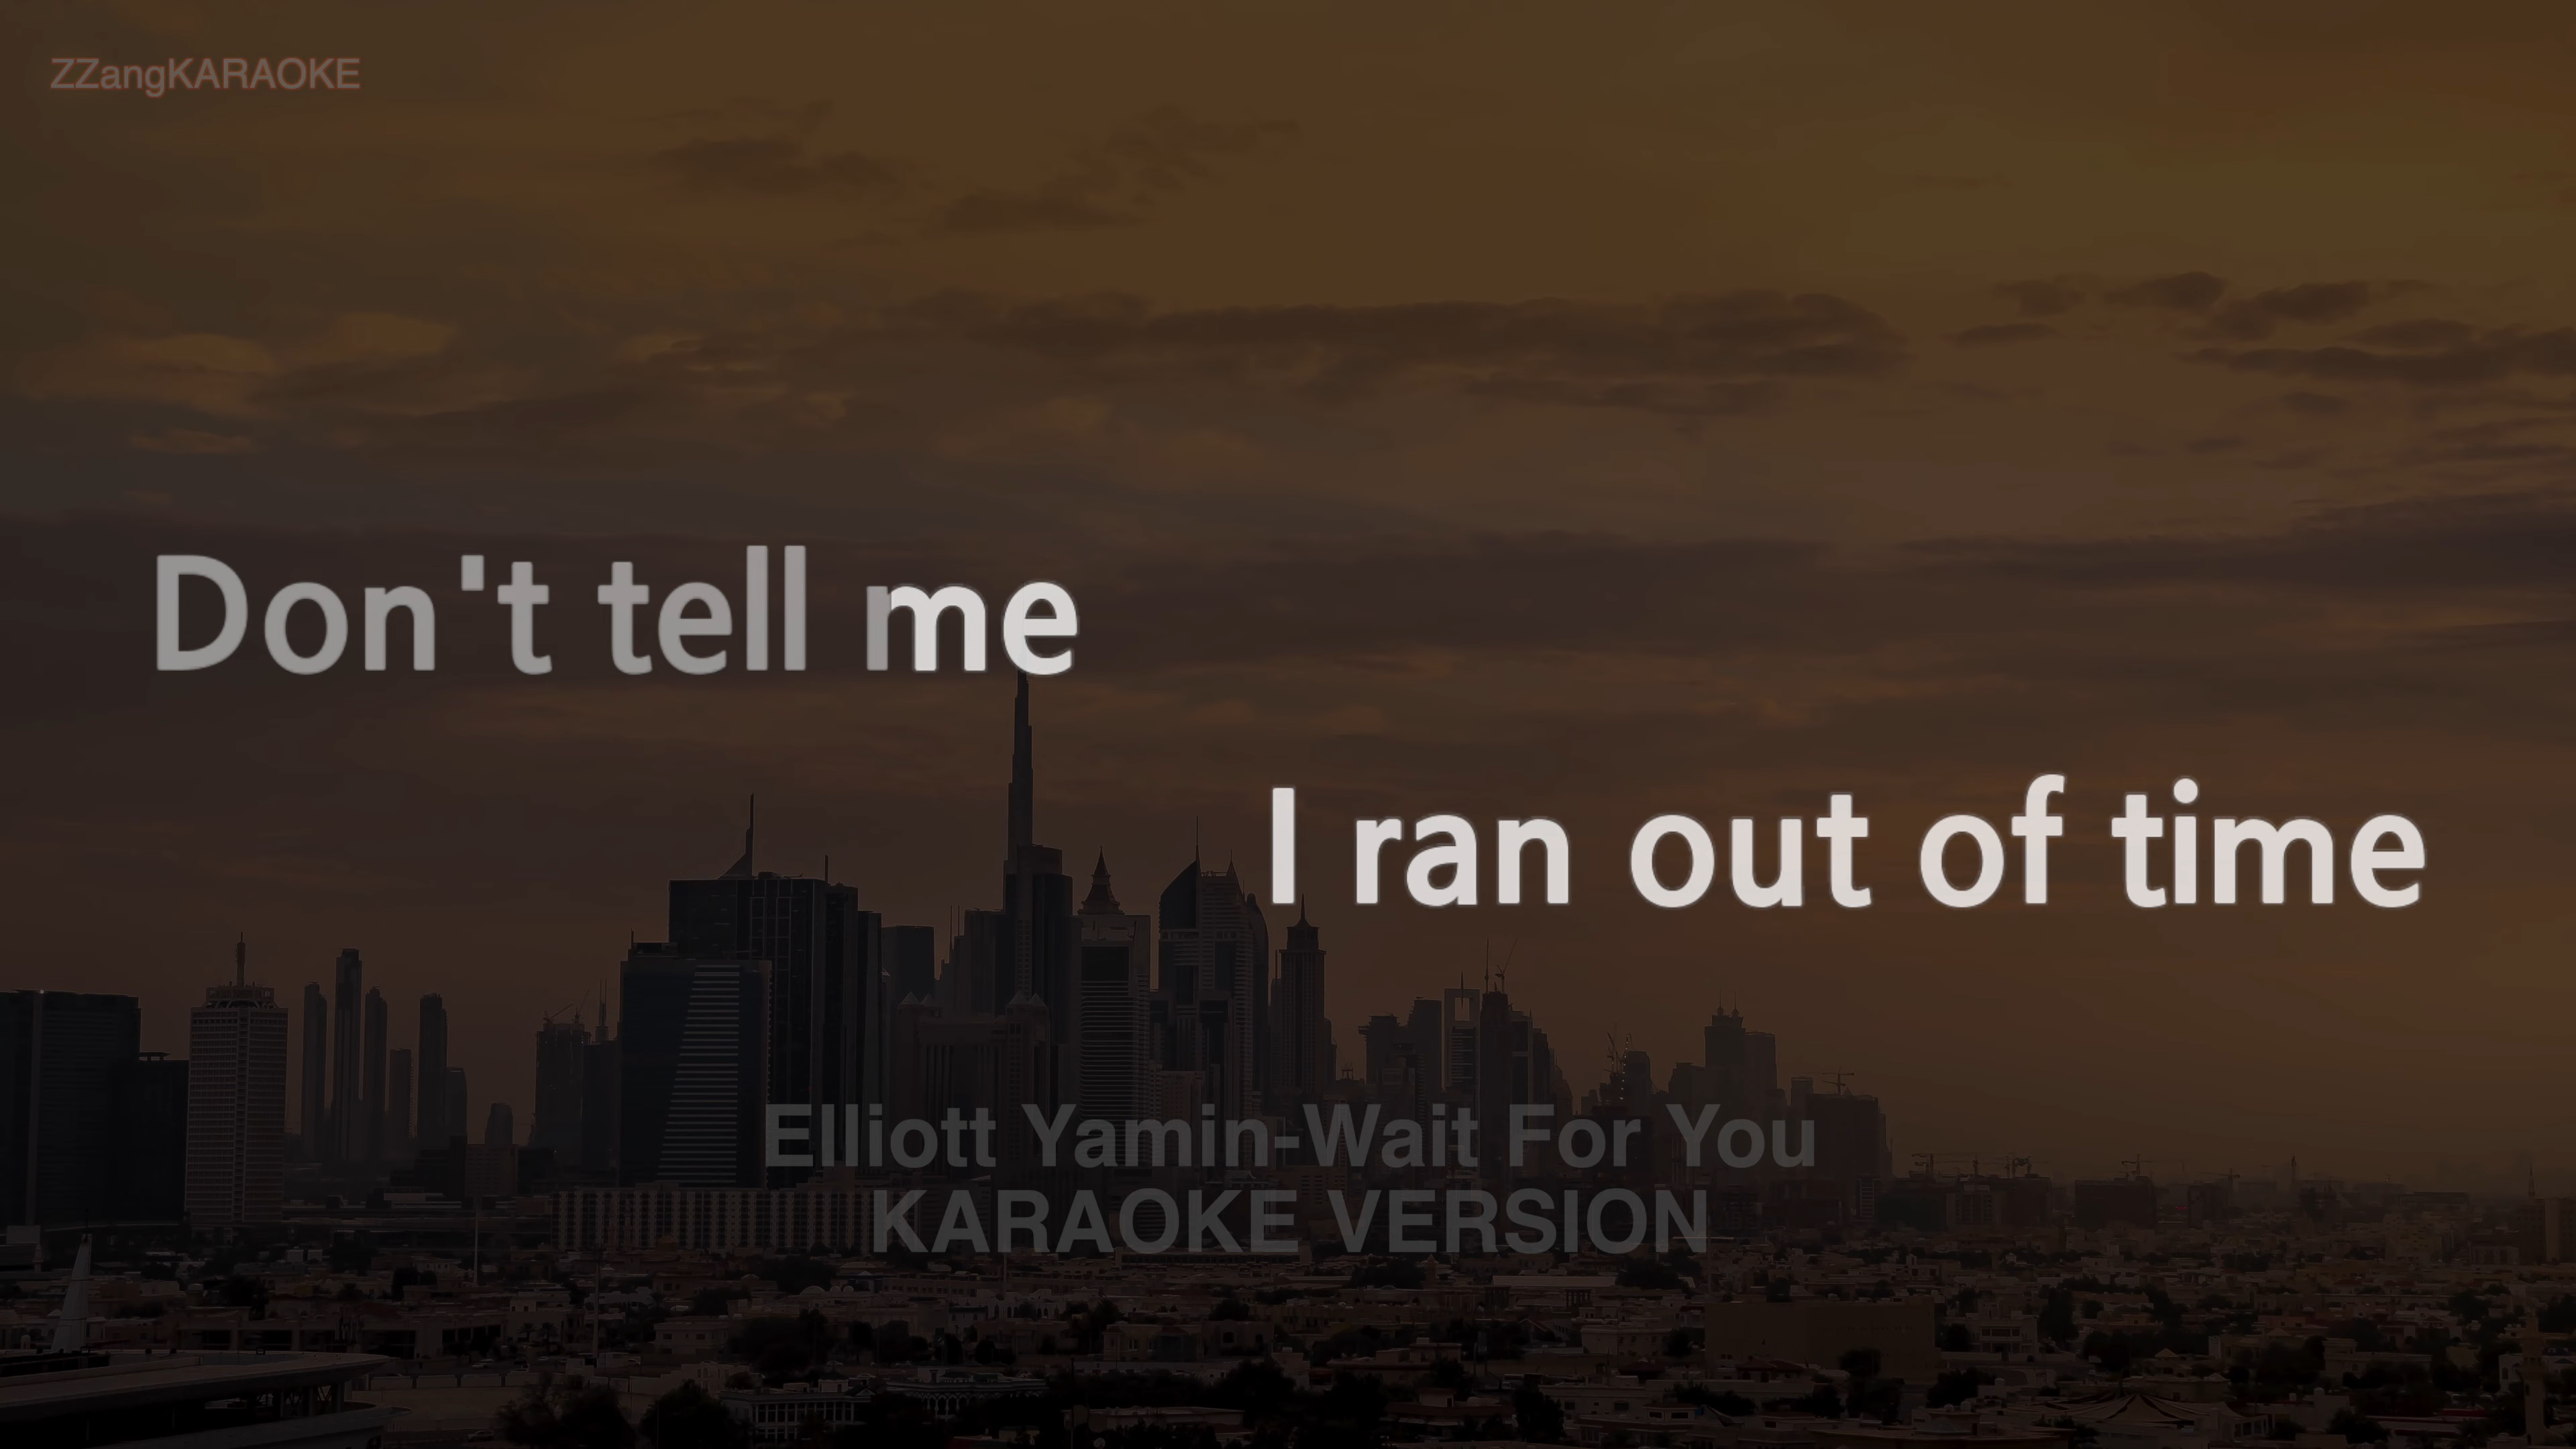 ZZangKARAOKE
Don't tell me
I ran out of time
Elliott Yamin-Wait For You
KARAOKE VERSION